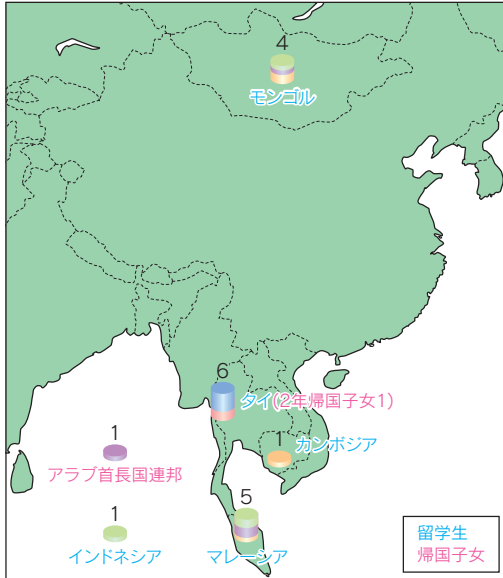 4
モンゴル
6
タイ(2年帰国子女1)
1
カンボジア
1
アラブ首長国連邦
5
マレーシア
1
インドネシア
留学生
帰国子女